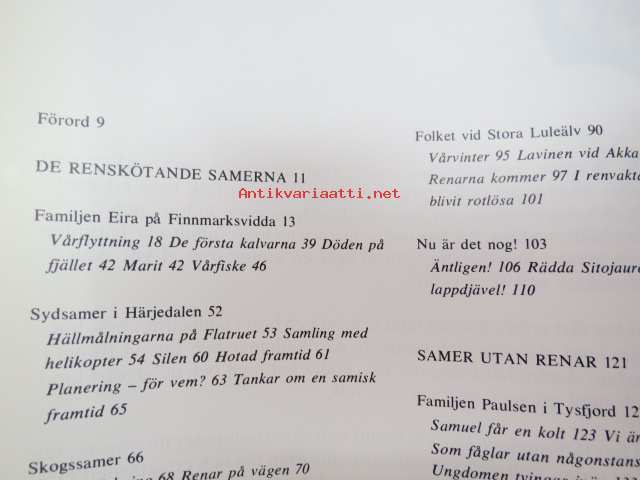 Förord 9
DE RENSKÖTANDE SAMERNA 11
Antikvariaatti.net
Familjen Eira på Finnmarksvidda 13
Vårflyttning 18 De första kalvarna 39 Döden på
fjället 42 Marit 42 Vårfiske 46
Sydsamer i Härjedalen 52
Hällmålningarna på Flatruet 53 Samling med
helikopter 54 Silen 60 Hotad framtid 61
Planering – för vem? 63 Tankar om en samisk
framtid 65
Skogssamer 66
68 Renar på vägen 70
Folket vid Stora Luleälv 90
Vårvinter 95 Lavinen vid Akka
Renarna kommer 97 I renvakt
blivit rotlösa 101
Nu är det nog! 103
Äntligen! 106 Rädda Sitojaure
lappdjävel! 110
SAMER UTAN RENAR 121
Familjen Paulsen i Tysfjord 12
Samuel får en kolt 123 Vi är
Som fåglar utan någonstans
Ungdomen tvingar